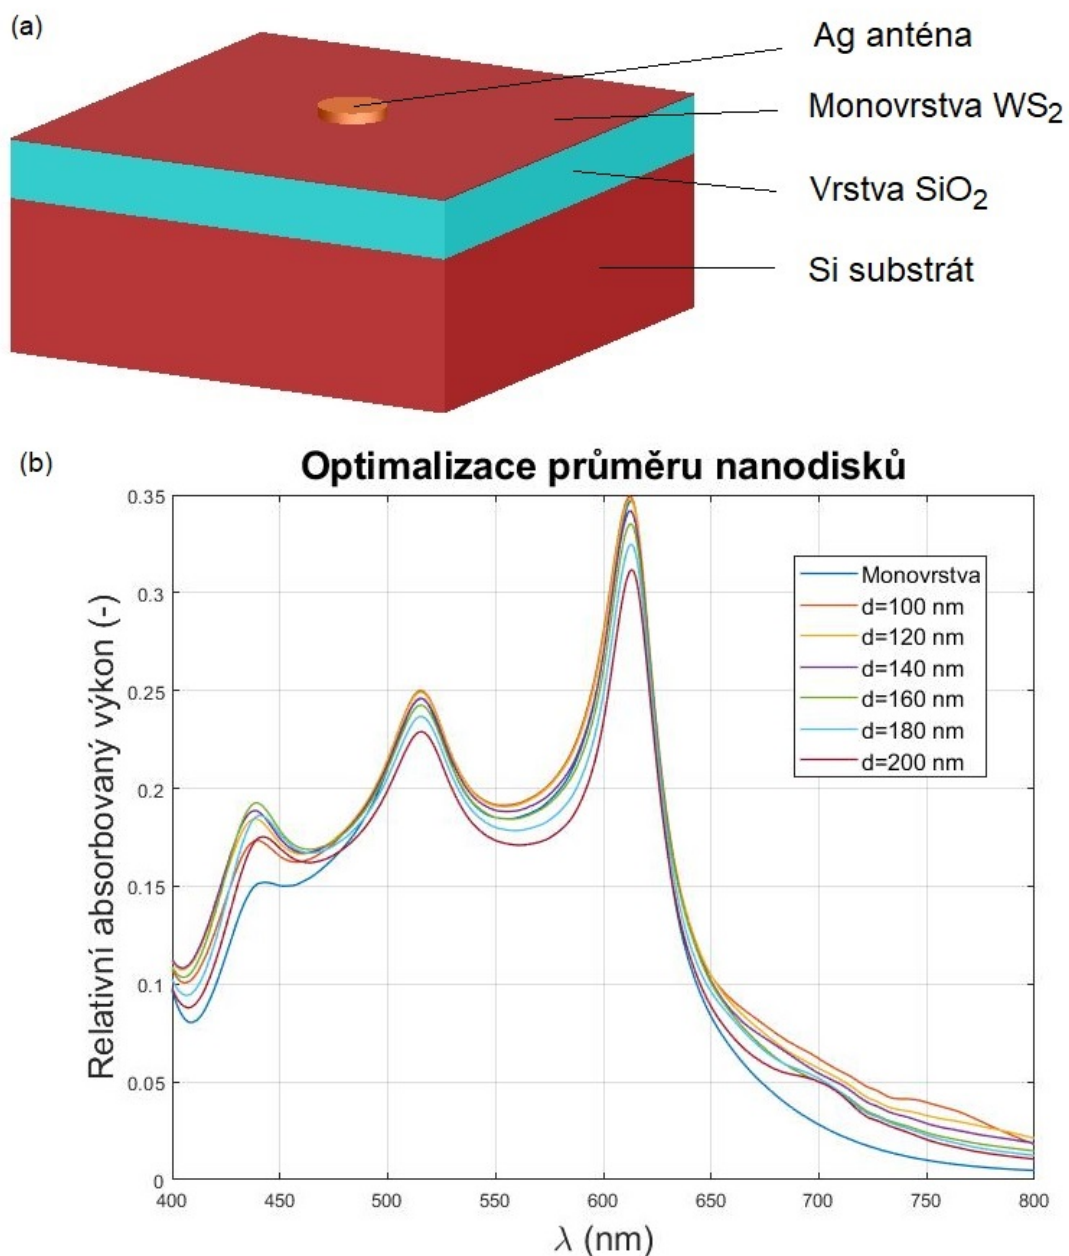 (a)
Ag anténa
Monovrstva WS2
Vrstva SiO2
Si substrát
(b)
Optimalizace průměru nanodisků
Relativní absorbovaný výkon (-)
0.35
0.3
0.25
0.2
0.15
0.1
0.05
0
Monovrstva
d=100 nm
d=120 nm
d=140 nm
d=160 nm
d=180 nm
d=200 nm
400 450 500 550 600 650 700 750 800
λ (nm)